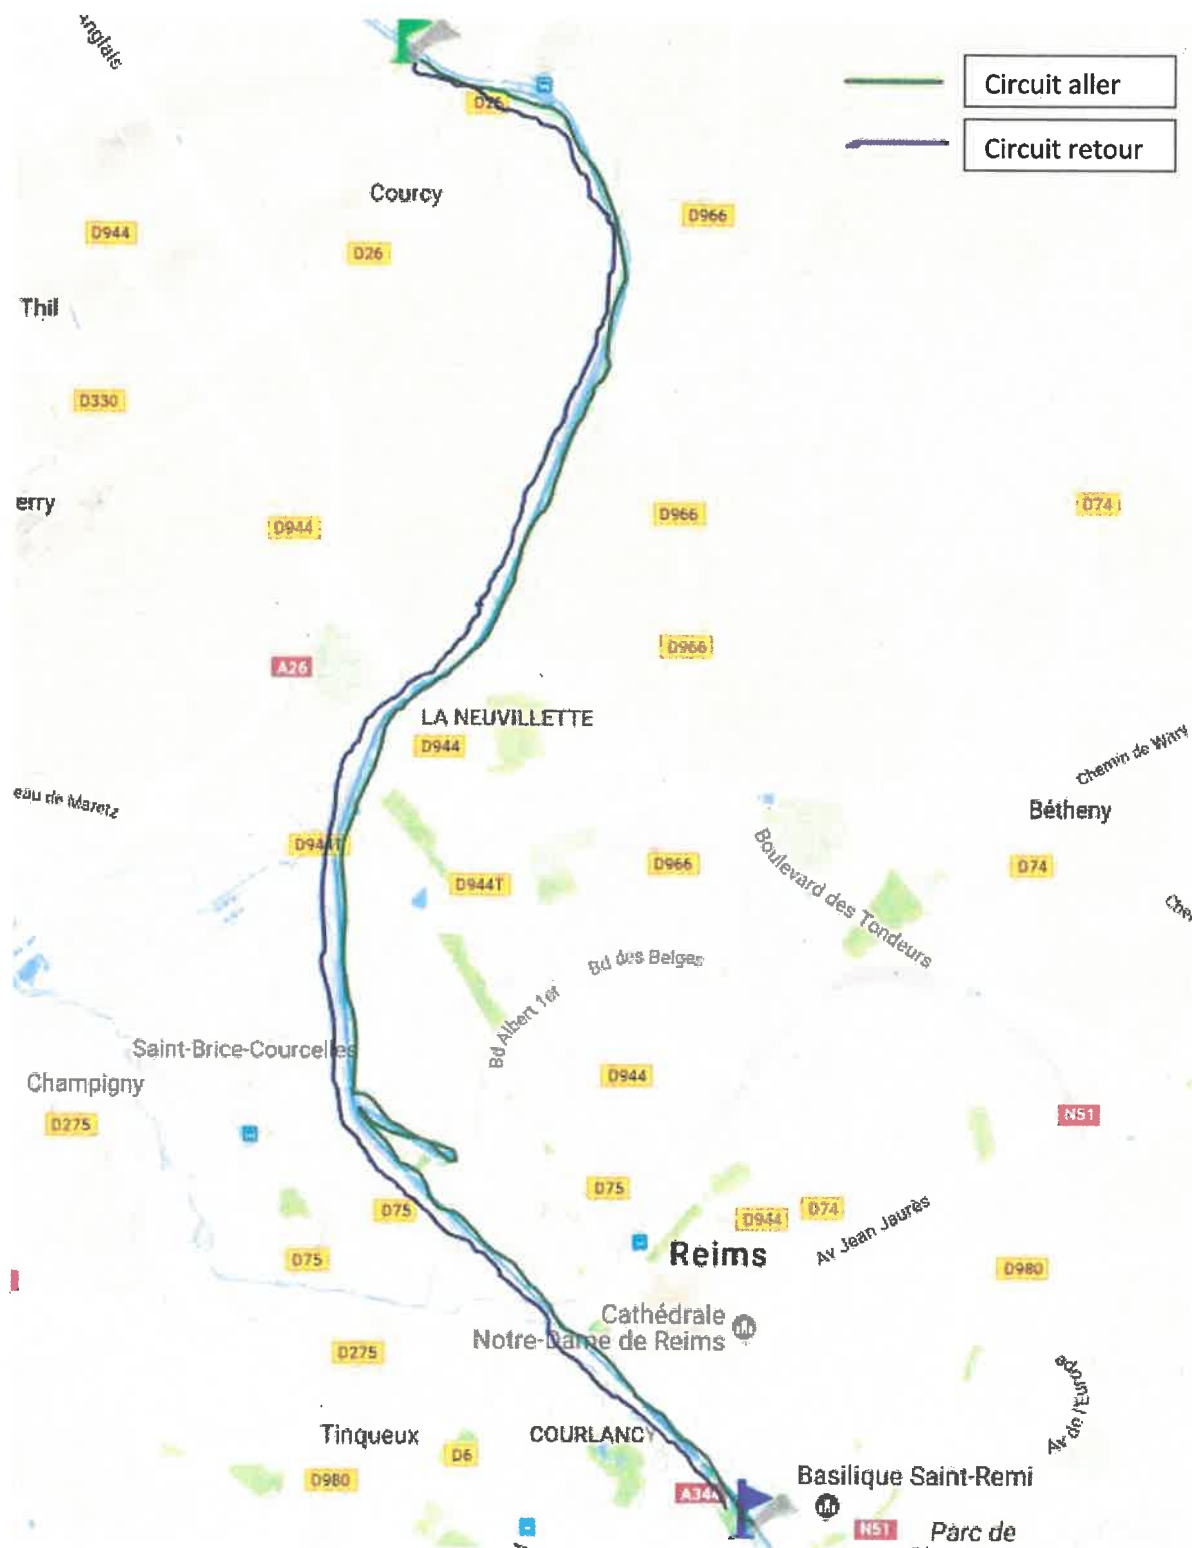 Anglais
Circuit aller
D26
Circuit retour
Courcy
D944
D966
D26
Thil
D330
erry
D944
D966
D74
D966
A26
LA NEUVILLETTE
D944
Chemin de Witry
eau de Maretz
Bétheny
D944T
D966
D74
D944T
Boulevard des Tondeurs
Che
Bd des Belges
Bd Albert 1er
Saint-Brice-Courcelles
Champigny
D944
D275
N51
D75
D75
D944
D74
Av Jean Jaurès
Reims
D75
D980
Cathédrale
Notre-Dame de Reims
D275
Av de l'Europe
Tinqueux
COURLANCY
D6
D980
Basilique Saint-Remi
A344
N51
Parc de